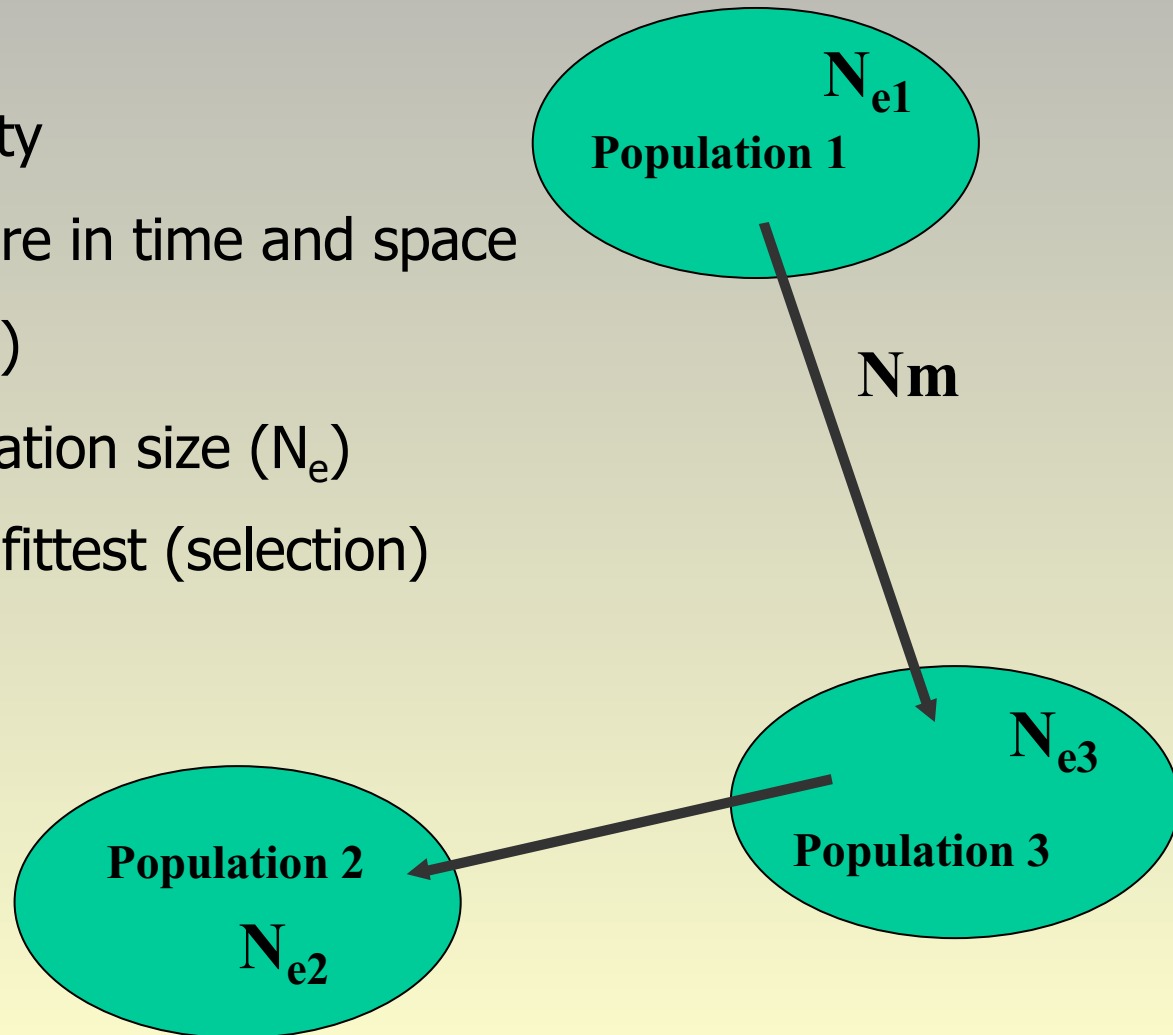 ty
re in time and space
)
ation size (Nₑ)
fittest (selection)
Nₑ₁
Population 1
Nm
Nₑ₃
Population 3
Population 2
Nₑ₂